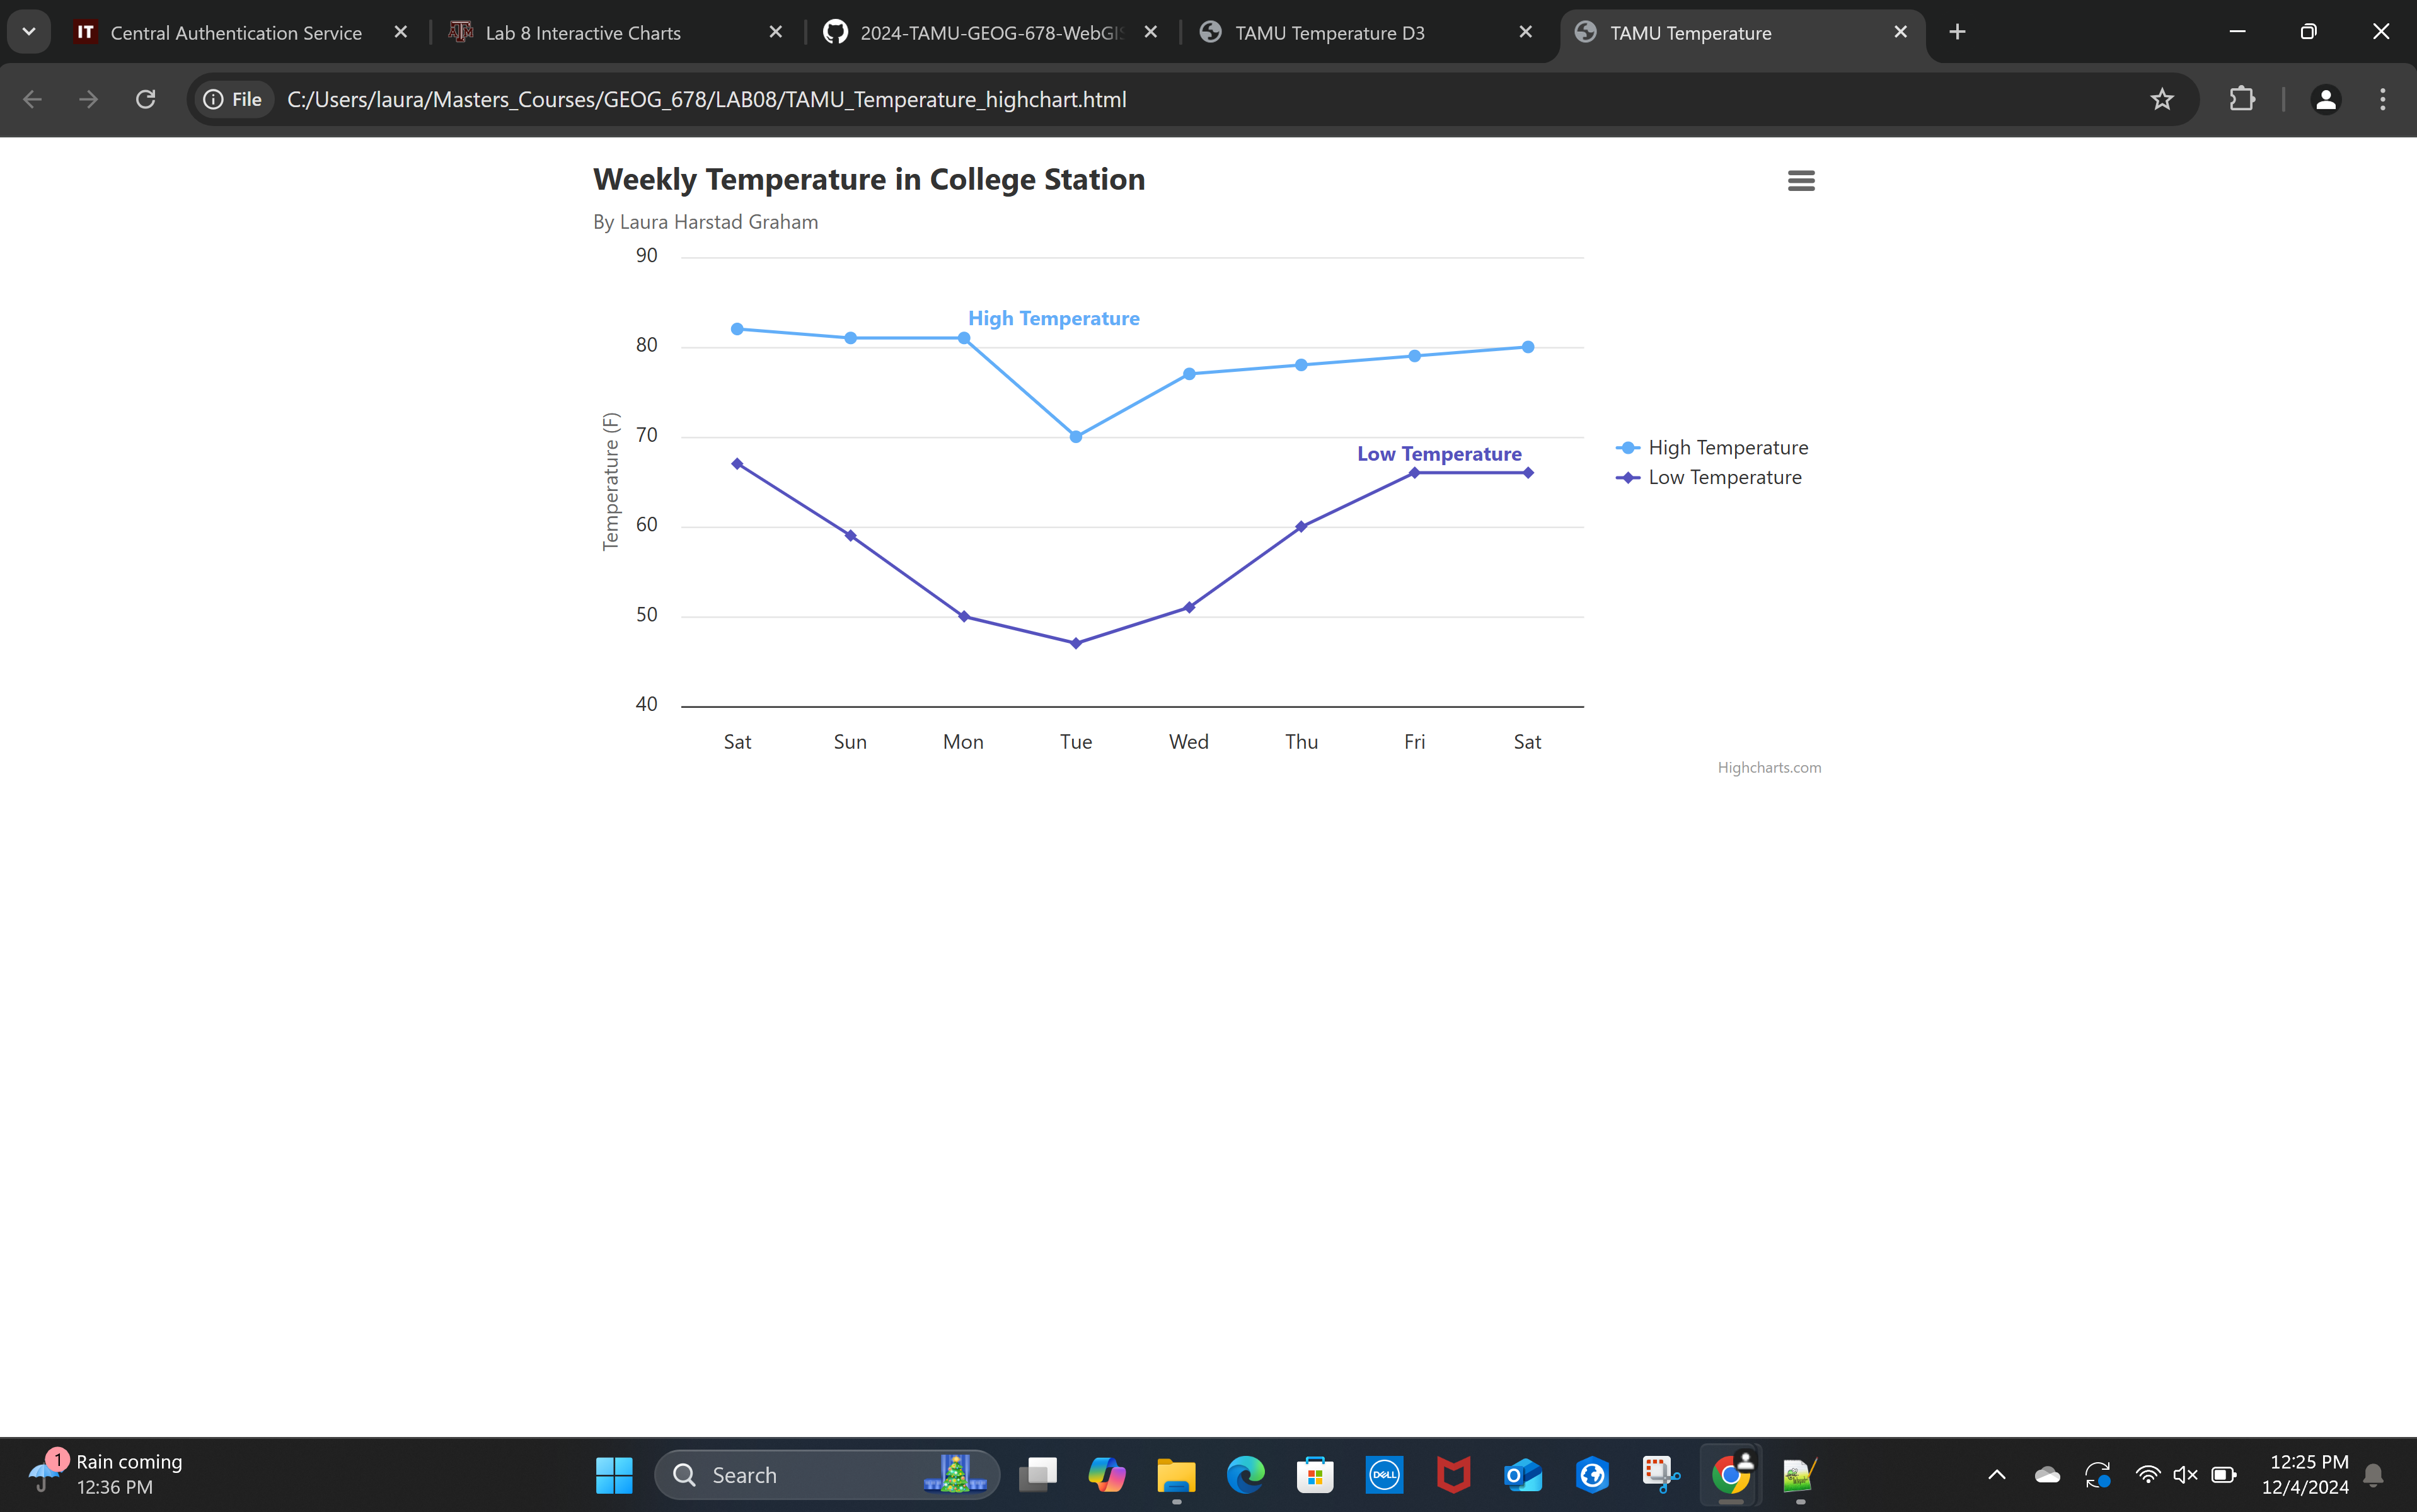 IT Central Authentication Service
Lab 8 Interactive Charts
2024-TAMU-GEOG-678-WebGIS
TAMU Temperature D3
TAMU Temperature
File C:/Users/laura/Masters_Courses/GEOG_678/LAB08/TAMU_Temperature_highchart.html
Weekly Temperature in College Station
By Laura Harstad Graham
90
High Temperature
80
Temperature (F)
70
Low Temperature
High Temperature
Low Temperature
60
50
40
Sat Sun Mon Tue Wed Thu Fri Sat
Highcharts.com
1
Rain coming
12:36 PM
Search
DELL
12:25 PM
12/4/2024